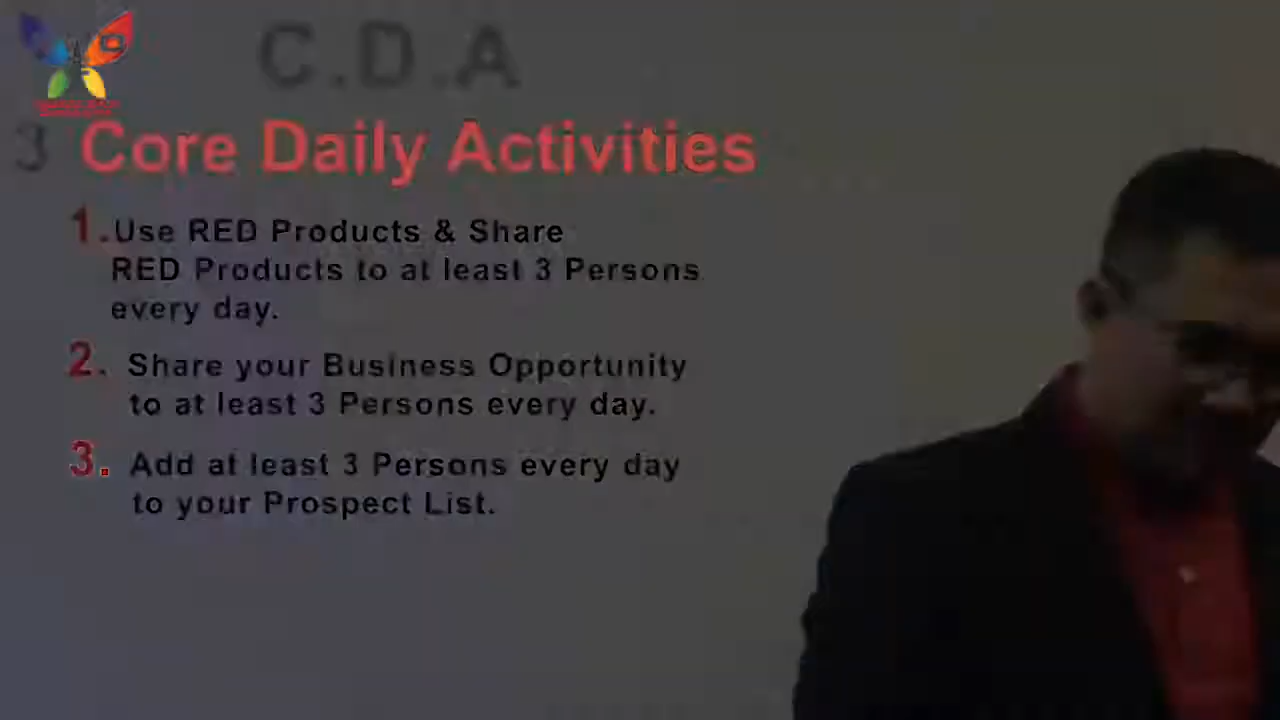 C.D.A
3 Core Daily Activities
1.Use RED Products & Share
RED Products to at least 3 Persons
every day.
2. Share your Business Opportunity
to at least 3 Persons every day.
3. Add at least 3 Persons every day
to your Prospect List.